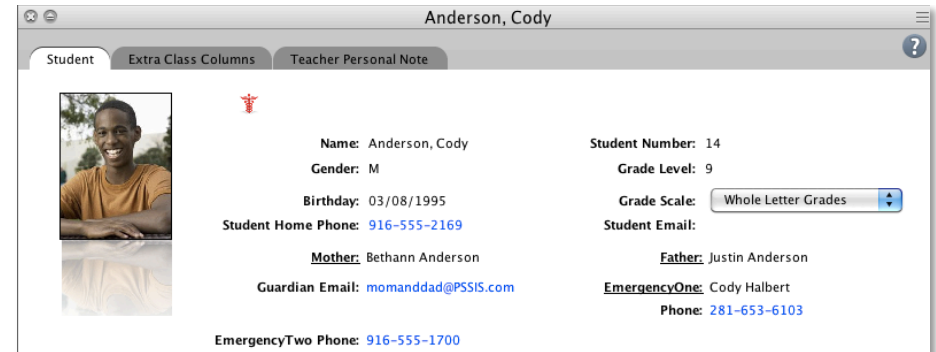 Anderson, Cody
Student Extra Class Columns Teacher Personal Note
?
Name: Anderson, Cody Student Number: 14
Gender: M Grade Level: 9
Birthday: 03/08/1995 Grade Scale: Whole Letter Grades
Student Home Phone: 916-555-2169 Student Email:
Mother: Bethann Anderson Father: Justin Anderson
Guardian Email: momanddad@PSSIS.com EmergencyOne: Cody Halbert
Phone: 281-653-6103
EmergencyTwo Phone: 916-555-1700